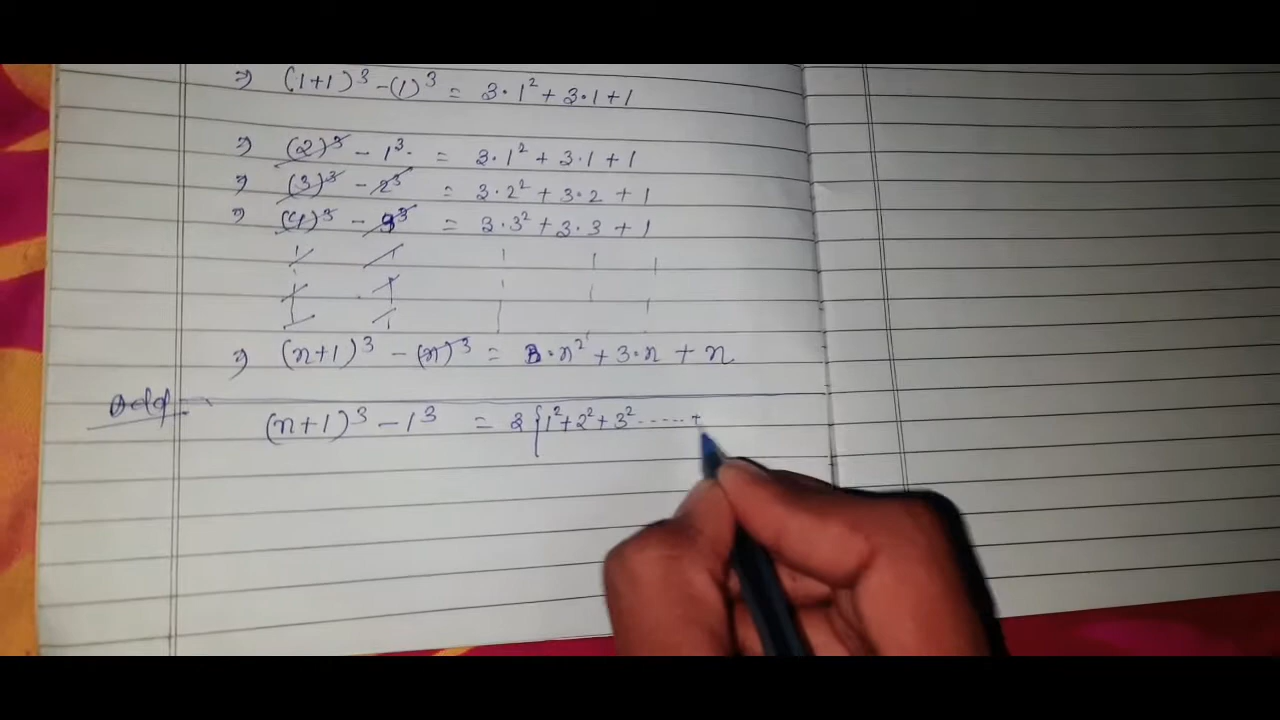 ⇒ (1+1)³ - (1)³ = 3·1² + 3·1 + 1
⇒ (2)³ - 1³· = 3·1² + 3·1 + 1
⇒ (3)³ - 2³ = 3·2² + 3·2 + 1
⇒ (4)³ - 3³ = 3·3² + 3·3 + 1
⇒ (n+1)³ - (n)³ = 3·n² + 3·n + n
Add:-
(n+1)³ - 1³ = 3{1²+2²+3².....+